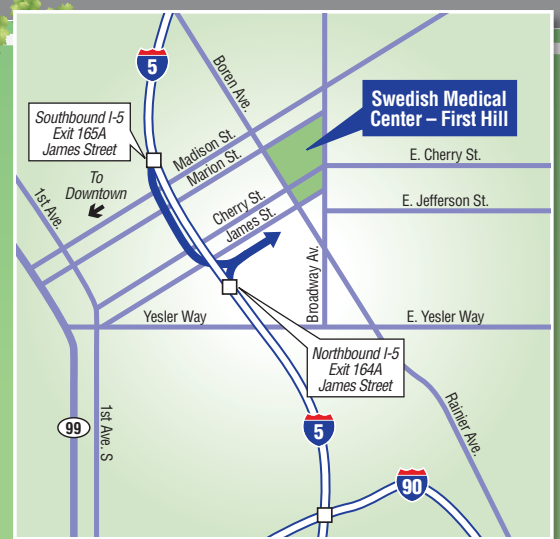 5
Boren Ave.
Swedish Medical
Center – First Hill
Southbound I-5
Exit 165A
James Street
Madison St.
Marion St.
E. Cherry St.
To
Downtown
1st Ave.
Cherry St.
James St.
E. Jefferson St.
Broadway Av.
Yesler Way
E. Yesler Way
Northbound I-5
Exit 164A
James Street
99
1st Ave. S
5
Rainier Ave.
90